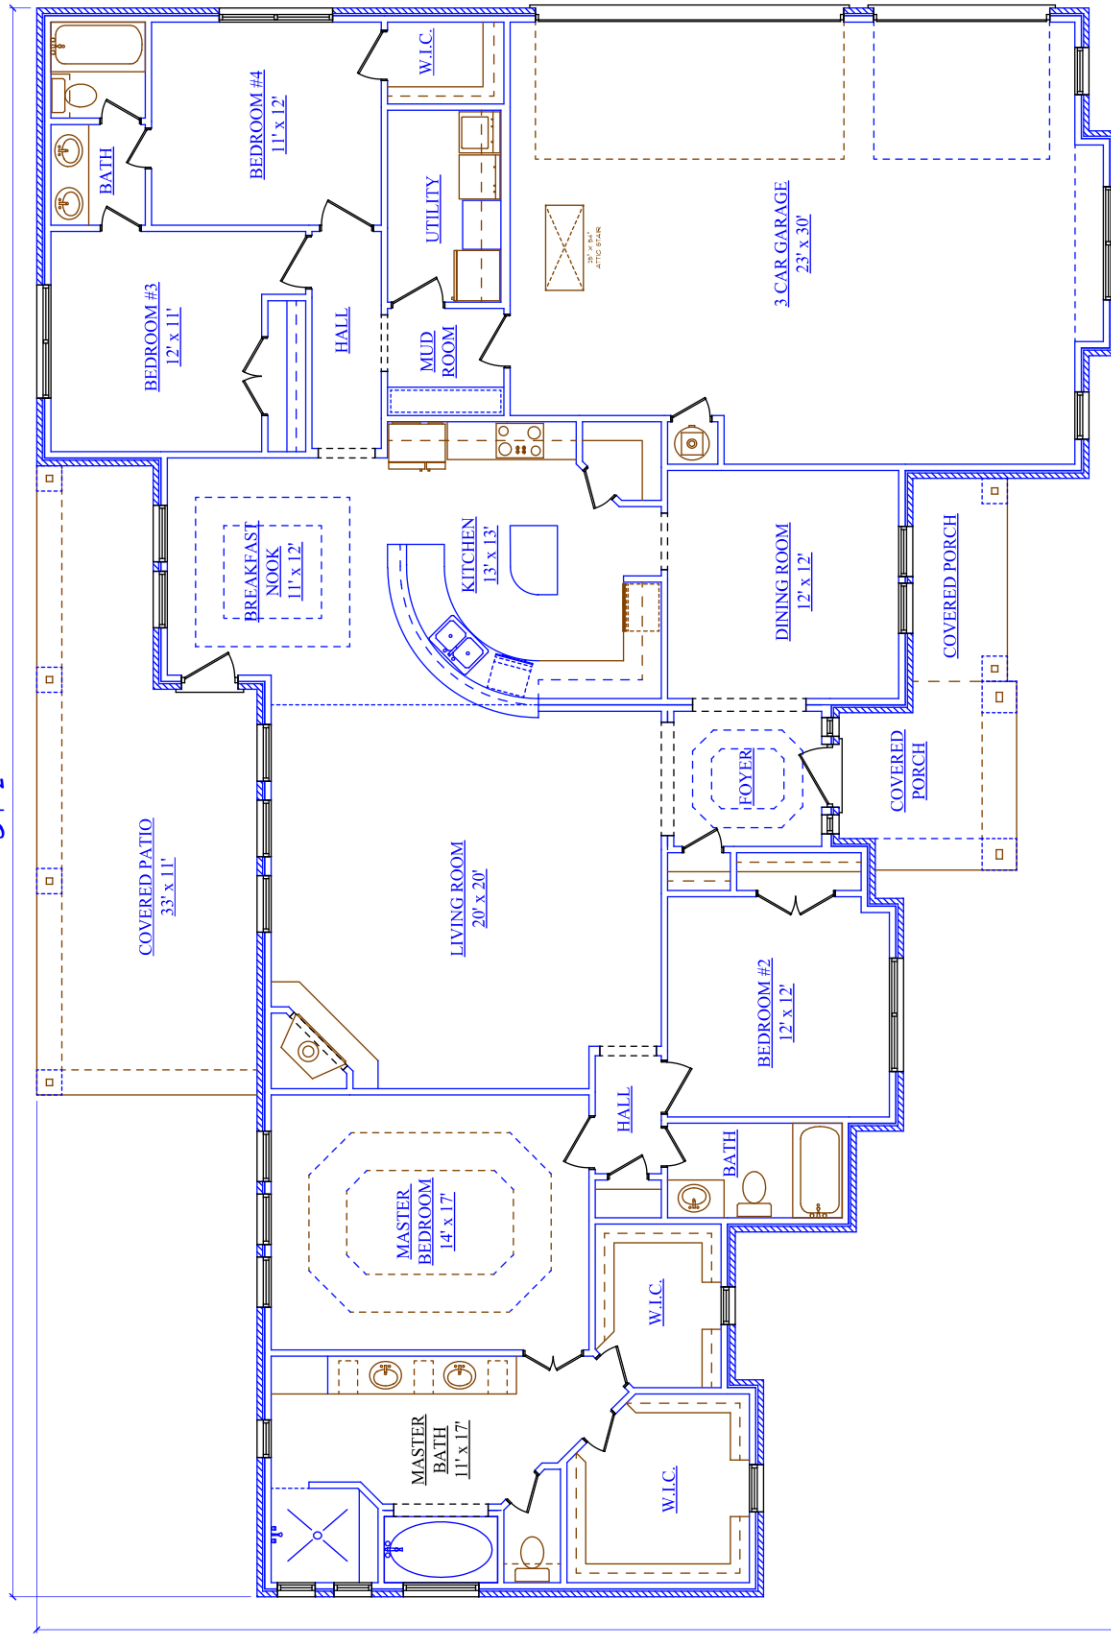 W.I.C.
BEDROOM #4
11' x 12'
BATH
UTILITY
3 CAR GARAGE
23' x 30'
BEDROOM #3
12' x 11'
HALL
MUD
ROOM
BREAKFAST
NOOK
11' x 12'
KITCHEN
13' x 13'
DINING ROOM
12' x 12'
COVERED PORCH
COVERED PATIO
33' x 11'
LIVING ROOM
20' x 20'
FOYER
COVERED
PORCH
BEDROOM #2
12' x 12'
HALL
BATH
MASTER
BEDROOM
14' x 17'
W.I.C.
MASTER
BATH
11' x 17'
W.I.C.
ATTIC STAIR